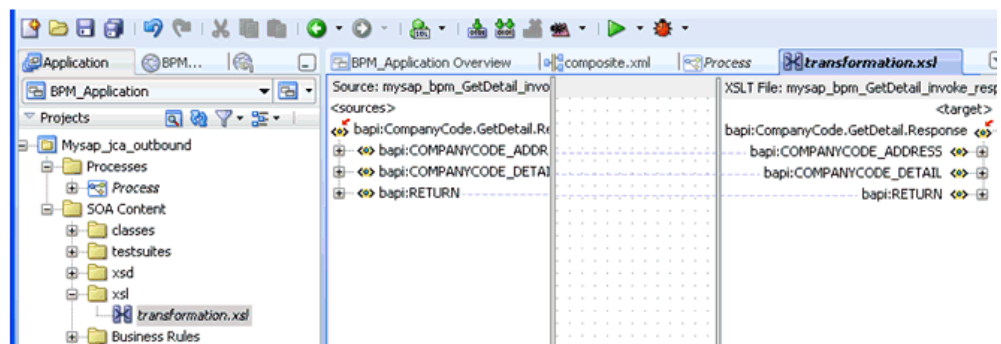 Application
BPM...
BPM_Application Overview
composite.xml
Process
transformation.xsl
BPM_Application
Projects
Mysap_jca_outbound
Processes
Process
SOA Content
classes
testsuites
xsd
xsl
transformation.xsl
Business Rules
Source: mysap_bpm_GetDetail_invo
<sources>
bapi:CompanyCode.GetDetail.Re
bapi:COMPANYCODE_ADDR
bapi:COMPANYCODE_DETAI
bapi:RETURN
XSLT File: mysap_bpm_GetDetail_invoke_resp
<target>
bapi:CompanyCode.GetDetail.Response
bapi:COMPANYCODE_ADDRESS
bapi:COMPANYCODE_DETAIL
bapi:RETURN